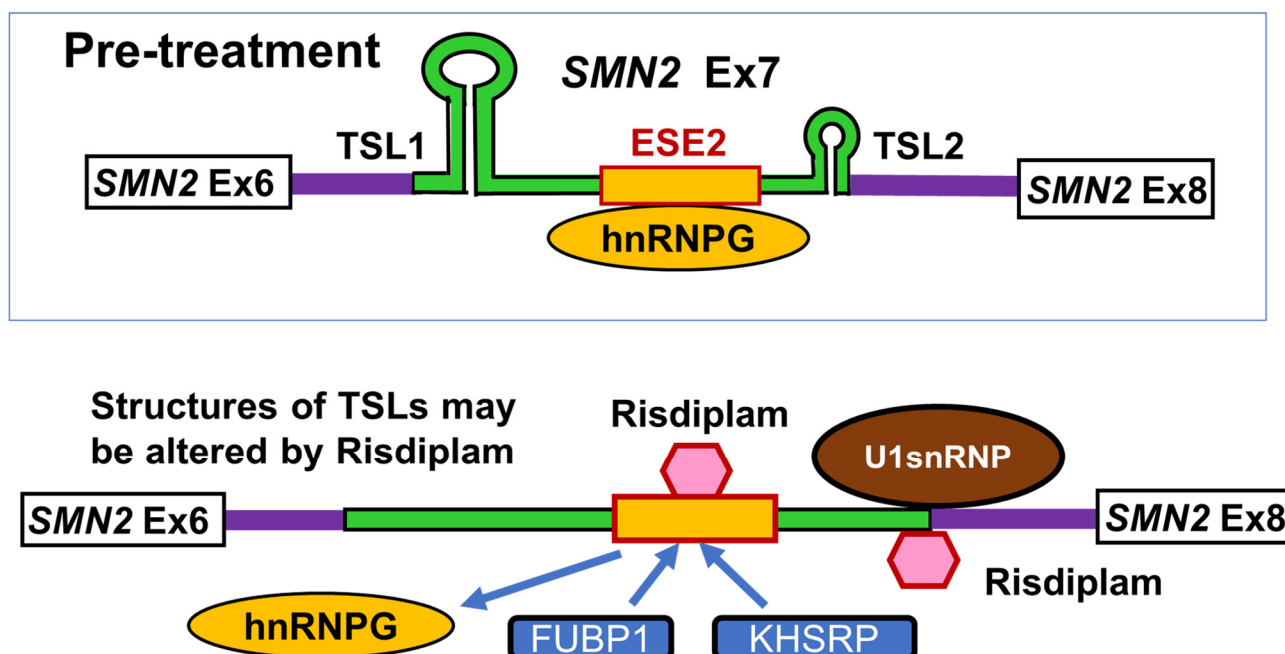 Pre-treatment
SMN2 Ex7
TSL1
ESE2
TSL2
SMN2 Ex6
SMN2 Ex8
hnRNPG
Structures of TSLs may
be altered by Risdiplam
Risdiplam
U1snRNP
SMN2 Ex6
SMN2 Ex8
Risdiplam
hnRNPG
FUBP1
KHSRP